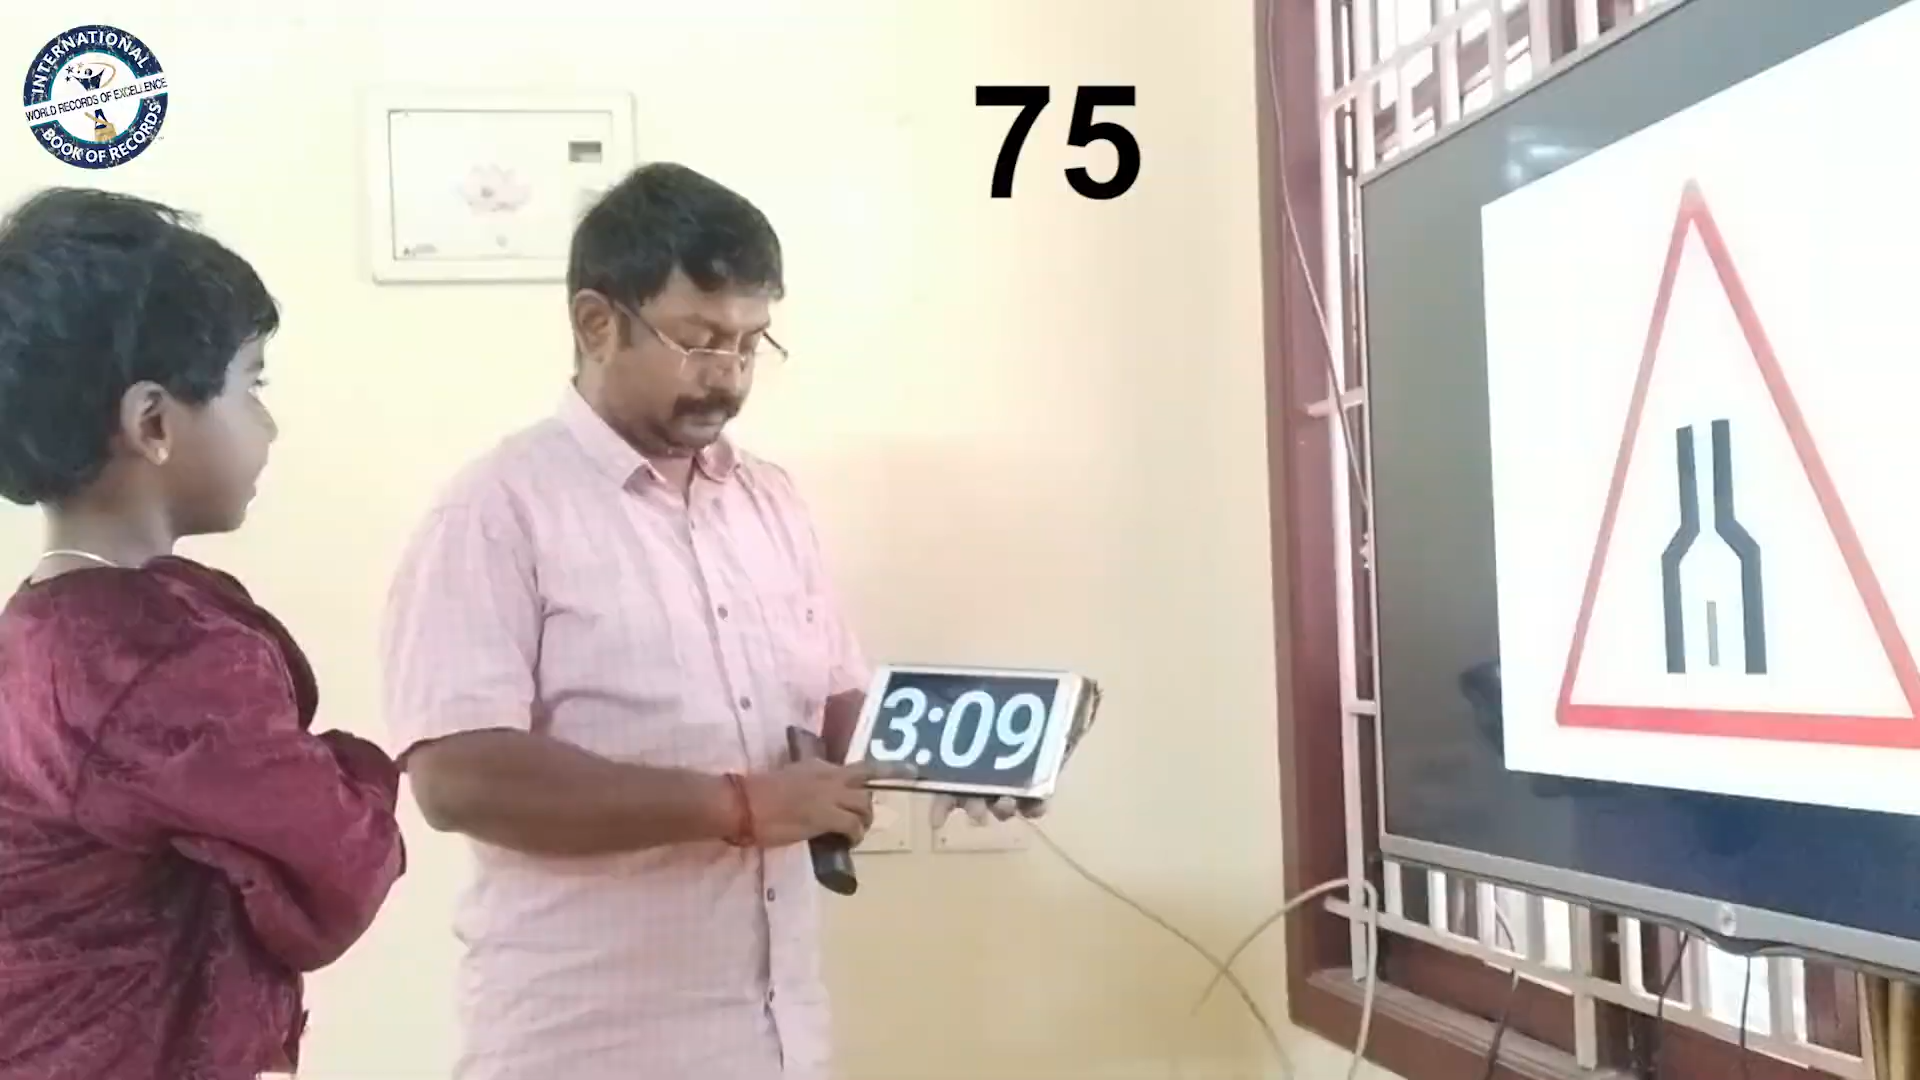 INTERNATIONAL
WORLD RECORDS OF EXCELLENCE
BOOK OF RECORDS
75
3:09